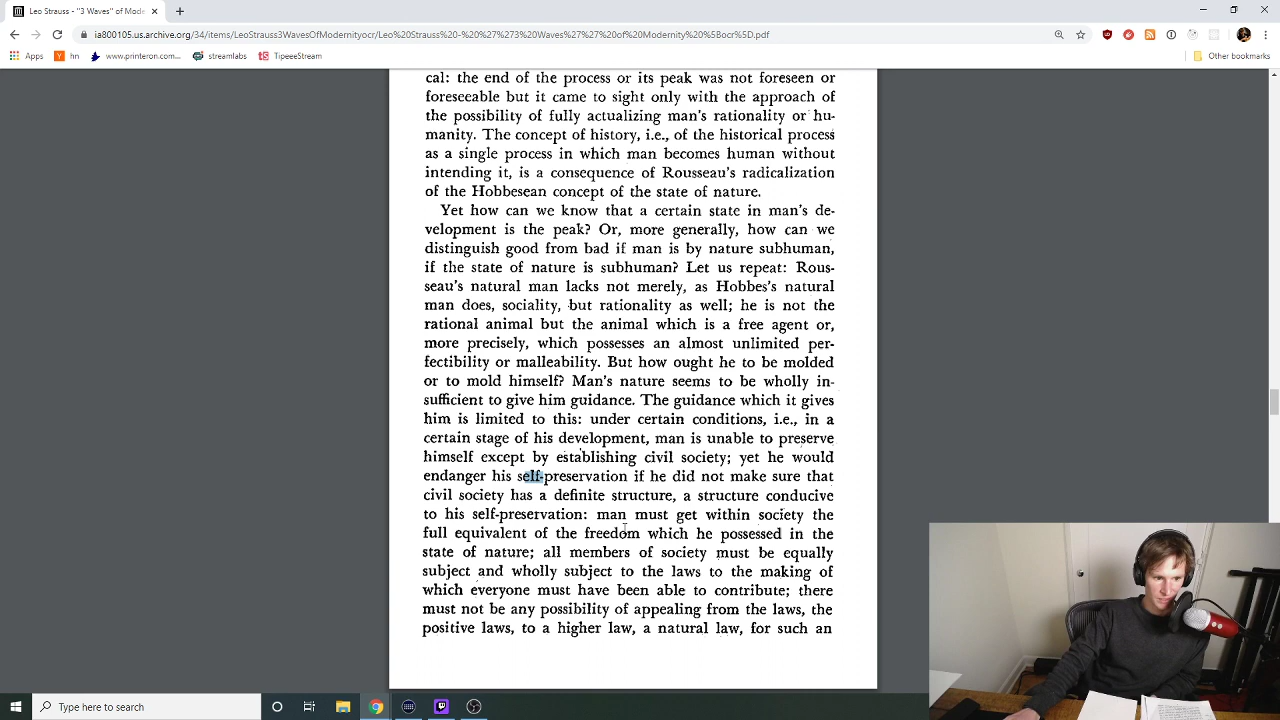 Leo Strauss - "3 Waves" of Mode
ia800105.us.archive.org/34/items/LeoStrauss3WavesOfModernityocr/Leo%20Strauss%20-%20%27%273%20Waves%27%27%20of%20Modernity%20%5Bocr%5D.pdf
Apps
hn
www.printeron.com...
streamlabs
TipeeeStream
Other bookmarks
cal: the end of the process or its peak was not foreseen or
foreseeable but it came to sight only with the approach of
the possibility of fully actualizing man's rationality or hu-
manity. The concept of history, i.e., of the historical process
as a single process in which man becomes human without
intending it, is a consequence of Rousseau's radicalization
of the Hobbesean concept of the state of nature.
Yet how can we know that a certain state in man's de-
velopment is the peak? Or, more generally, how can we
distinguish good from bad if man is by nature subhuman,
if the state of nature is subhuman? Let us repeat: Rous-
seau's natural man lacks not merely, as Hobbes's natural
man does, sociality, but rationality as well; he is not the
rational animal but the animal which is a free agent or,
more precisely, which possesses an almost unlimited per-
fectibility or malleability. But how ought he to be molded
or to mold himself? Man's nature seems to be wholly in-
sufficient to give him guidance. The guidance which it gives
him is limited to this: under certain conditions, i.e., in a
certain stage of his development, man is unable to preserve
himself except by establishing civil society; yet he would
endanger his self-preservation if he did not make sure that
civil society has a definite structure, a structure conducive
to his self-preservation: man must get within society the
full equivalent of the freedom which he possessed in the
state of nature; all members of society must be equally
subject and wholly subject to the laws to the making of
which everyone must have been able to contribute; there
must not be any possibility of appealing from the laws, the
positive laws, to a higher law, a natural law, for such an
Type here to search